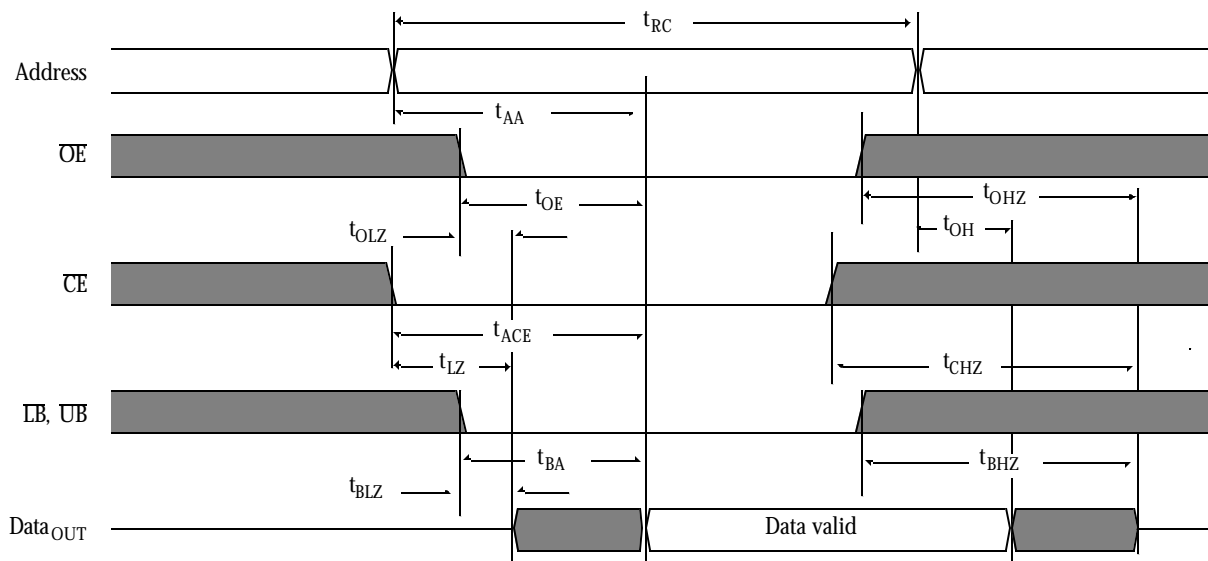 tRC
Address
tAA
OE
tOE
tOHZ
tOLZ
tOH
CE
tACE
tLZ
tCHZ
LB, UB
tBA
tBHZ
tBLZ
DataOUT
Data valid